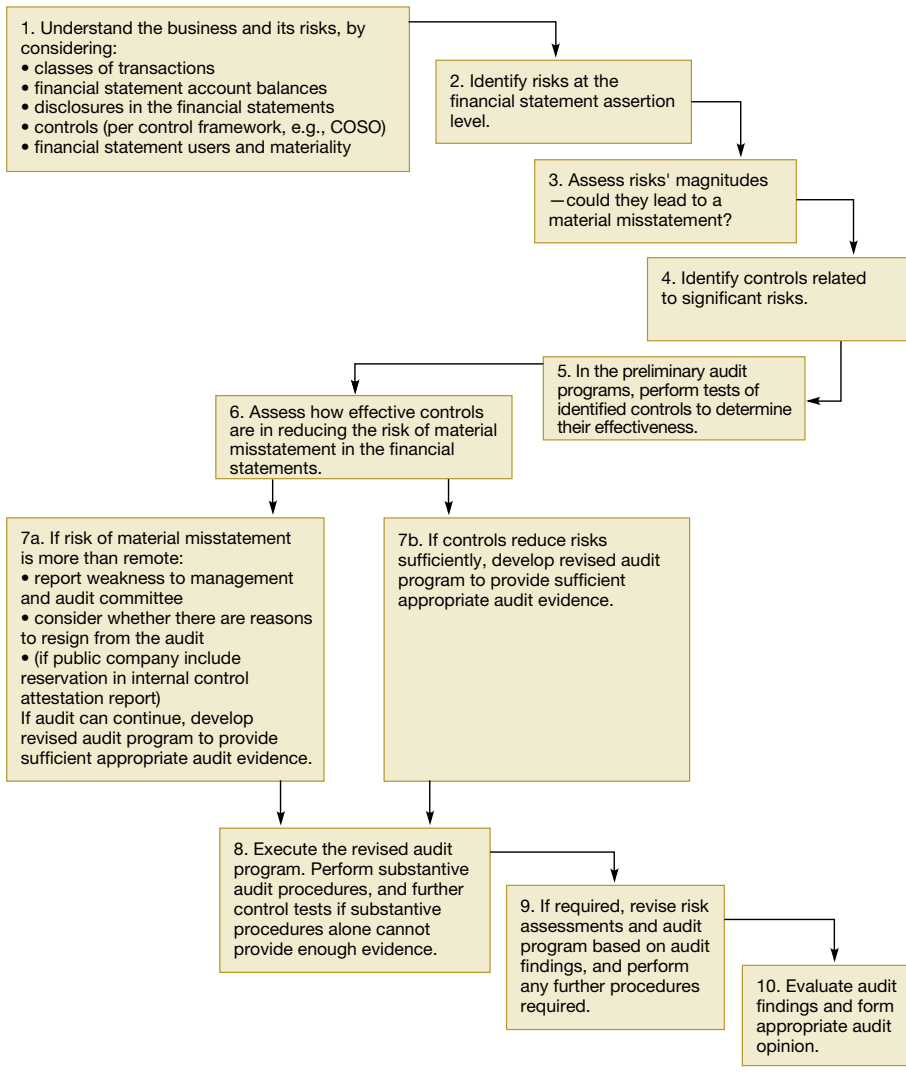 1. Understand the business and its risks, by
considering:
• classes of transactions
• financial statement account balances
• disclosures in the financial statements
• controls (per control framework, e.g., COSO)
• financial statement users and materiality
2. Identify risks at the
financial statement assertion
level.
3. Assess risks' magnitudes
—could they lead to a
material misstatement?
4. Identify controls related
to significant risks.
5. In the preliminary audit
programs, perform tests of
identified controls to determine
their effectiveness.
6. Assess how effective controls
are in reducing the risk of material
misstatement in the financial
statements.
7a. If risk of material misstatement
is more than remote:
• report weakness to management
and audit committee
• consider whether there are reasons
to resign from the audit
• (if public company include
reservation in internal control
attestation report)
If audit can continue, develop
revised audit program to provide
sufficient appropriate audit evidence.
7b. If controls reduce risks
sufficiently, develop revised audit
program to provide sufficient
appropriate audit evidence.
8. Execute the revised audit
program. Perform substantive
audit procedures, and further
control tests if substantive
procedures alone cannot
provide enough evidence.
9. If required, revise risk
assessments and audit
program based on audit
findings, and perform
any further procedures
required.
10. Evaluate audit
findings and form
appropriate audit
opinion.